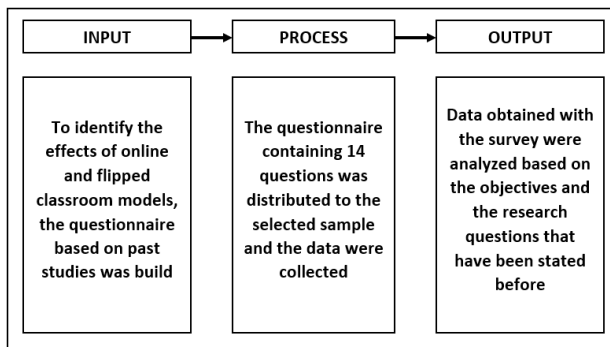 INPUT
PROCESS
OUTPUT
To identify the
effects of online
and flipped
classroom models,
the questionnaire
based on past
studies was build
The questionnaire
containing 14
questions was
distributed to the
selected sample
and the data were
collected
Data obtained with
the survey were
analyzed based on
the objectives and
the research
questions that
have been stated
before